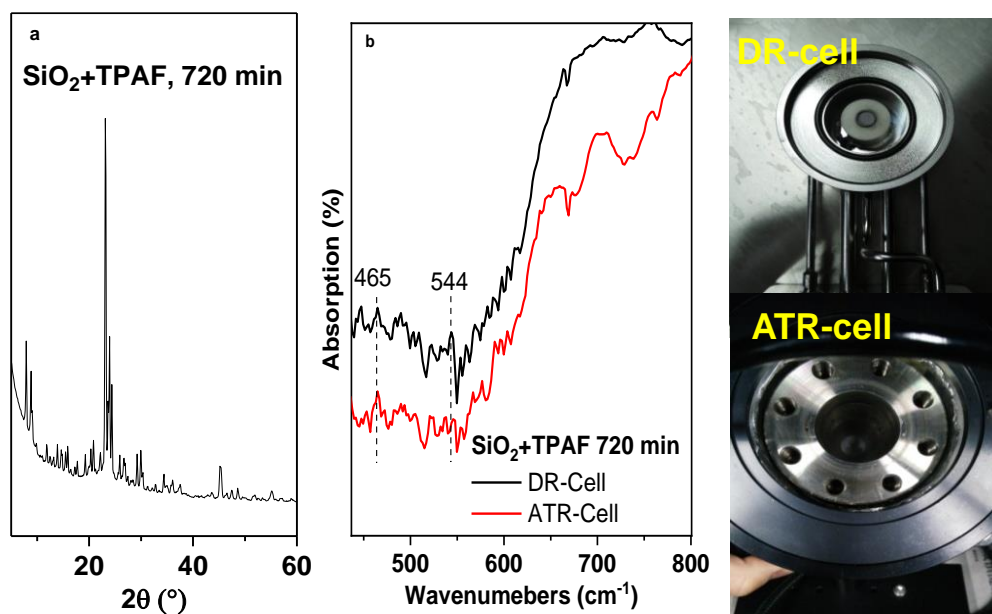 a
SiO₂+TPAF, 720 min
20
40
60
2θ (°)
b
Absorption (%)
465
544
SiO₂+TPAF 720 min
DR-Cell
ATR-Cell
500
600
700
800
Wavenumebers (cm⁻¹)
DR-cell
ATR-cell